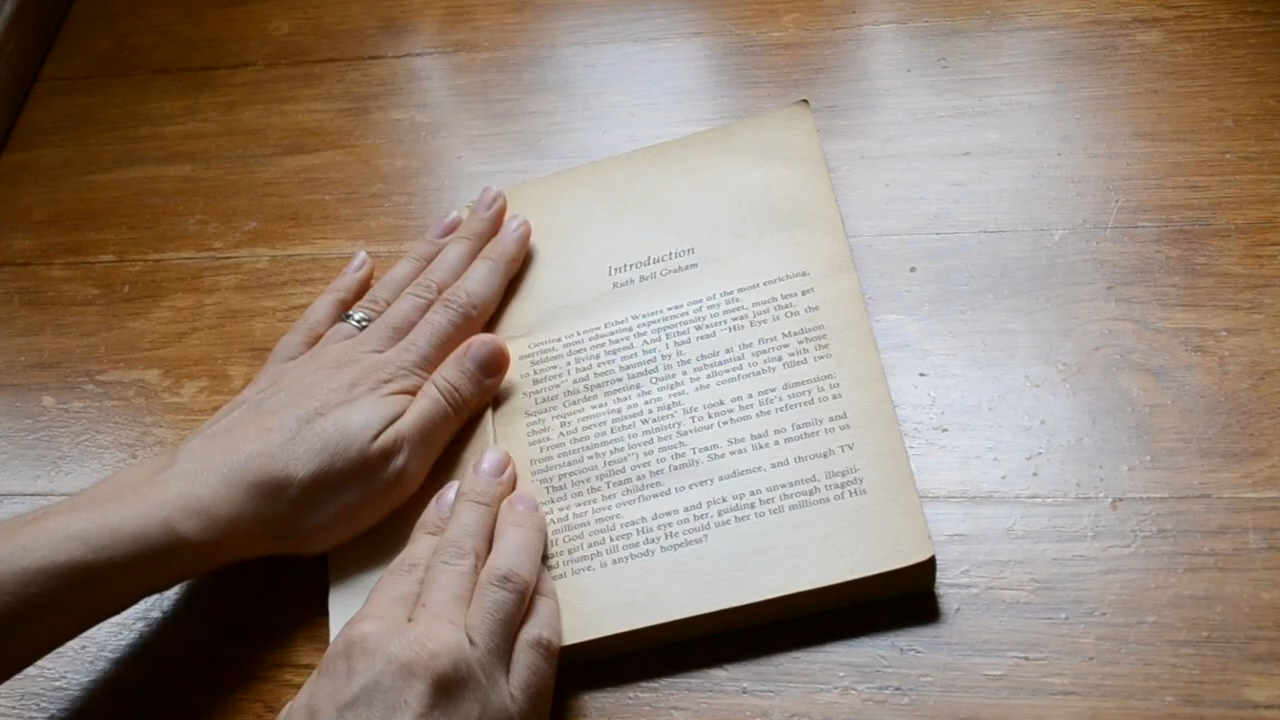 Introduction
Ruth Bell Graham
Getting to know Ethel Waters was one of the most enriching,
merriest, most educating experiences of my life.
Seldom does one have the opportunity to meet, much less get
to know, a living legend. And Ethel Waters was just that.
Before I had ever met her, I had read "His Eye is On the
Sparrow" and been haunted by it.
Later this Sparrow landed in the choir at the first Madison
Square Garden meeting. Quite a substantial sparrow whose
only request was that she might be allowed to sing with the
choir. By removing an arm rest, she comfortably filled two
seats. And never missed a night.
From then on Ethel Waters' life took on a new dimension:
from entertainment to ministry. To know her life's story is to
understand why she loved her Saviour (whom she referred to as
"my precious Jesus") so much.
That love spilled over to the Team. She had no family and
ooked on the Team as her family. She was like a mother to us
d we were her children.
And her love overflowed to every audience, and through TV
millions more.
If God could reach down and pick up an unwanted, illegiti-
ate girl and keep His eye on her, guiding her through tragedy
nd triumph till one day He could use her to tell millions of His
eat love, is anybody hopeless?